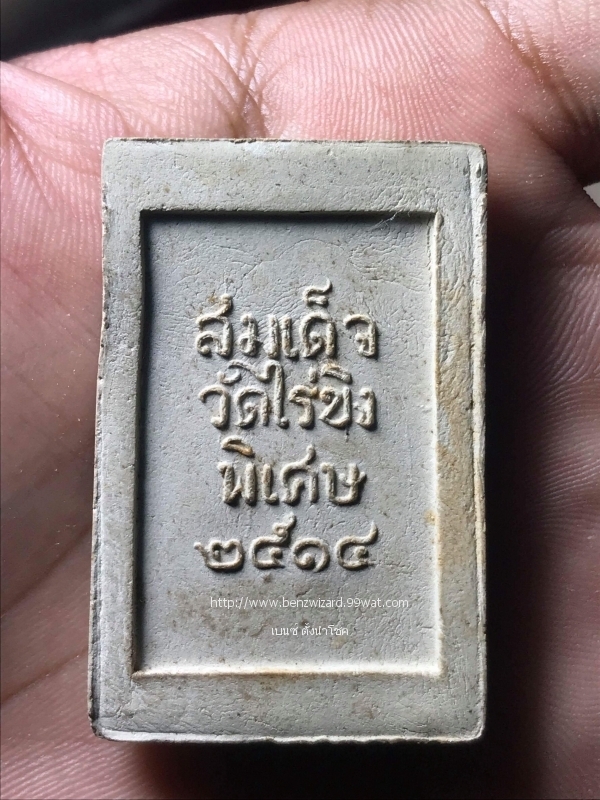 สมเด็จ
วัดไร่ขิง
พิเศษ
๒๕๑๔
http://www.benzwizard.99wat.com
เบนซ์ ดั้งนำโชค